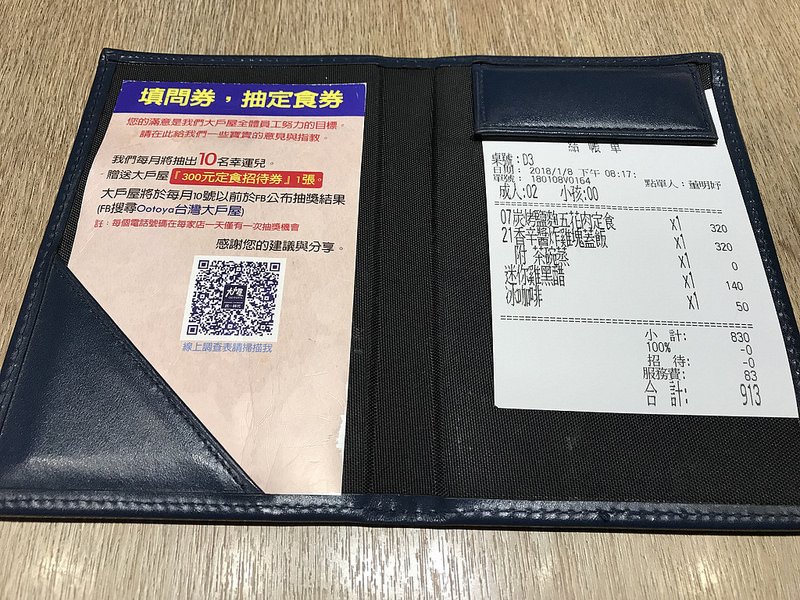 填問券,抽定食券
您的滿意是我們大戶屋全體員工努力的目標。
請在此給我們一些寶貴的意見與指教。
我們每月將抽出10名幸運兒。
贈送大戶屋『300元定食招待券』1張。
大戶屋將於每月10號以前於FB公布抽獎結果
(FB搜尋Ootoya台灣大戶屋)
註:每個電話號碼在每家店一天僅有一次抽獎機會
感謝您的建議與分享。
線上調查表請掃描我
結帳單
桌號:D3
日期: 2018/1/8 下午 08:17:
單號: 180108V0164 點單人:董明妤
成人:02 小孩:00
07炭烤鹽麴五花肉定食 x1 320
21香辛醬炸雞塊蓋飯 x1 320
附 茶碗蒸 x1 0
迷你雞黑醋 x1 140
冰咖啡 x1 50
小 計: 830
100% -0
招 待: -0
服務費: 83
合 計: 913